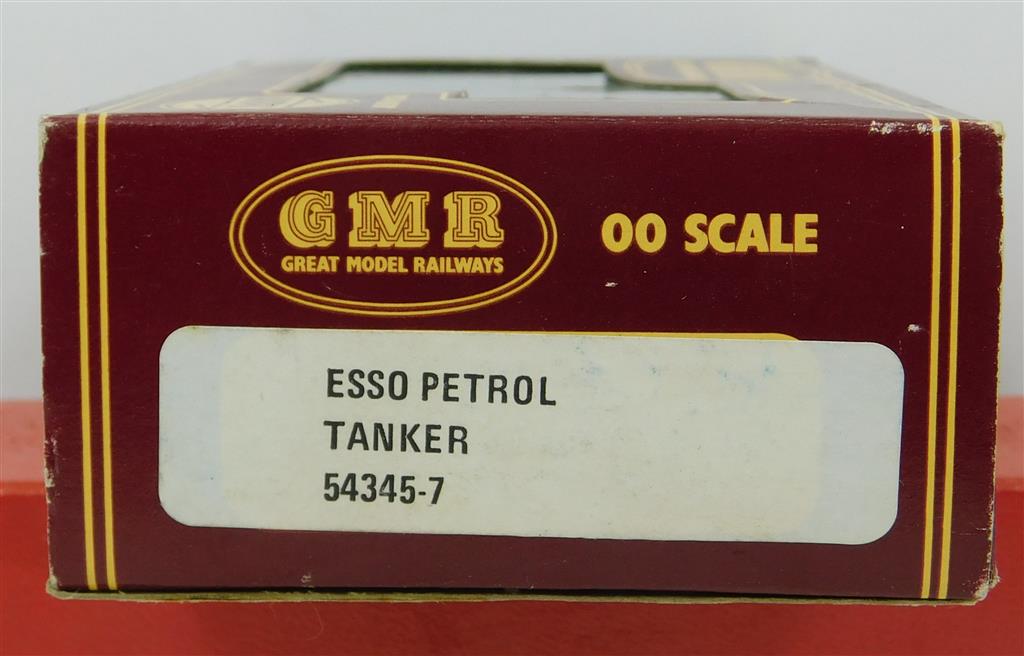 GMR
GREAT MODEL RAILWAYS
OO SCALE
ESSO PETROL
TANKER
54345-7